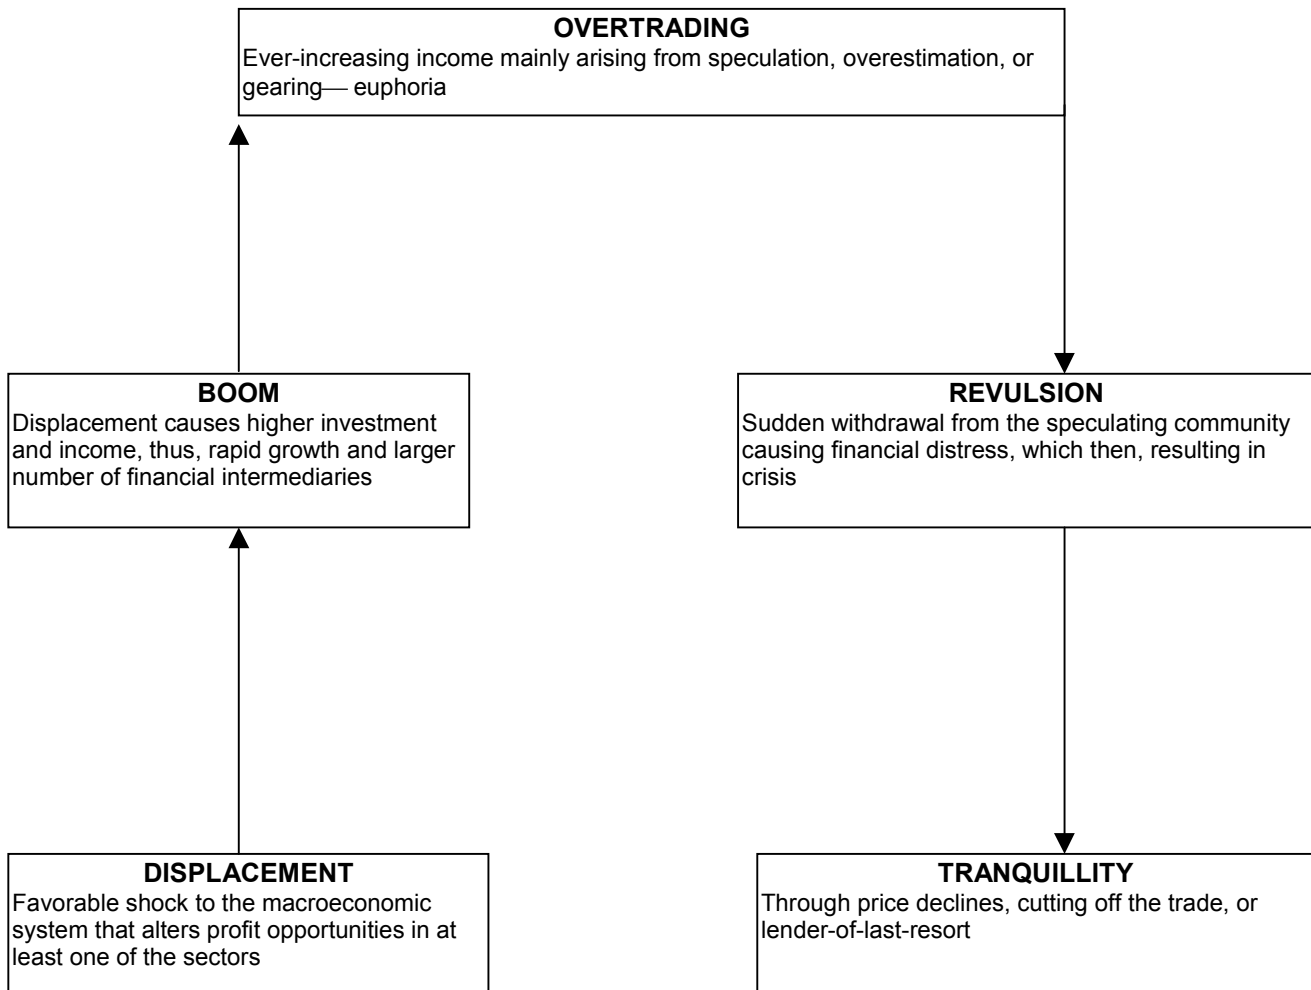 OVERTRADING
Ever-increasing income mainly arising from speculation, overestimation, or
gearing— euphoria
BOOM
Displacement causes higher investment
and income, thus, rapid growth and larger
number of financial intermediaries
REVULSION
Sudden withdrawal from the speculating community
causing financial distress, which then, resulting in
crisis
DISPLACEMENT
Favorable shock to the macroeconomic
system that alters profit opportunities in at
least one of the sectors
TRANQUILLITY
Through price declines, cutting off the trade, or
lender-of-last-resort